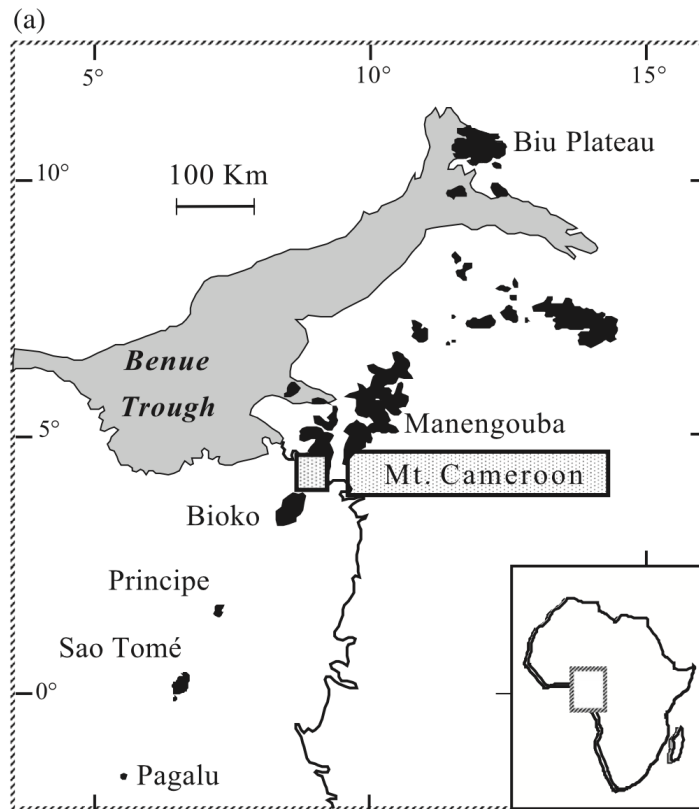 (a)
5°
10°
15°
Biu Plateau
10°
100 Km
Benue
Trough
Manengouba
5°
Mt. Cameroon
Bioko
Principe
Sao Tomé
0°
Pagalu